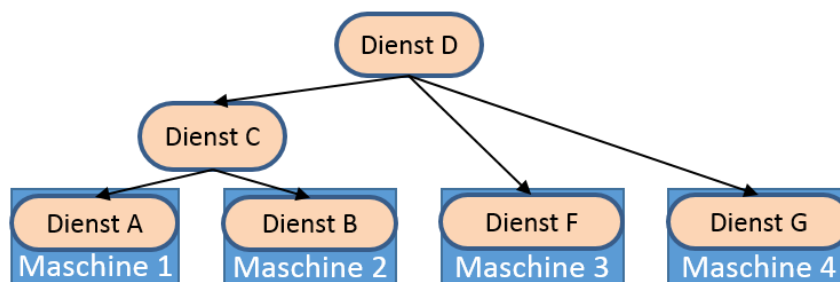 Dienst D
Dienst C
Dienst A
Dienst B
Dienst F
Dienst G
Maschine 1
Maschine 2
Maschine 3
Maschine 4